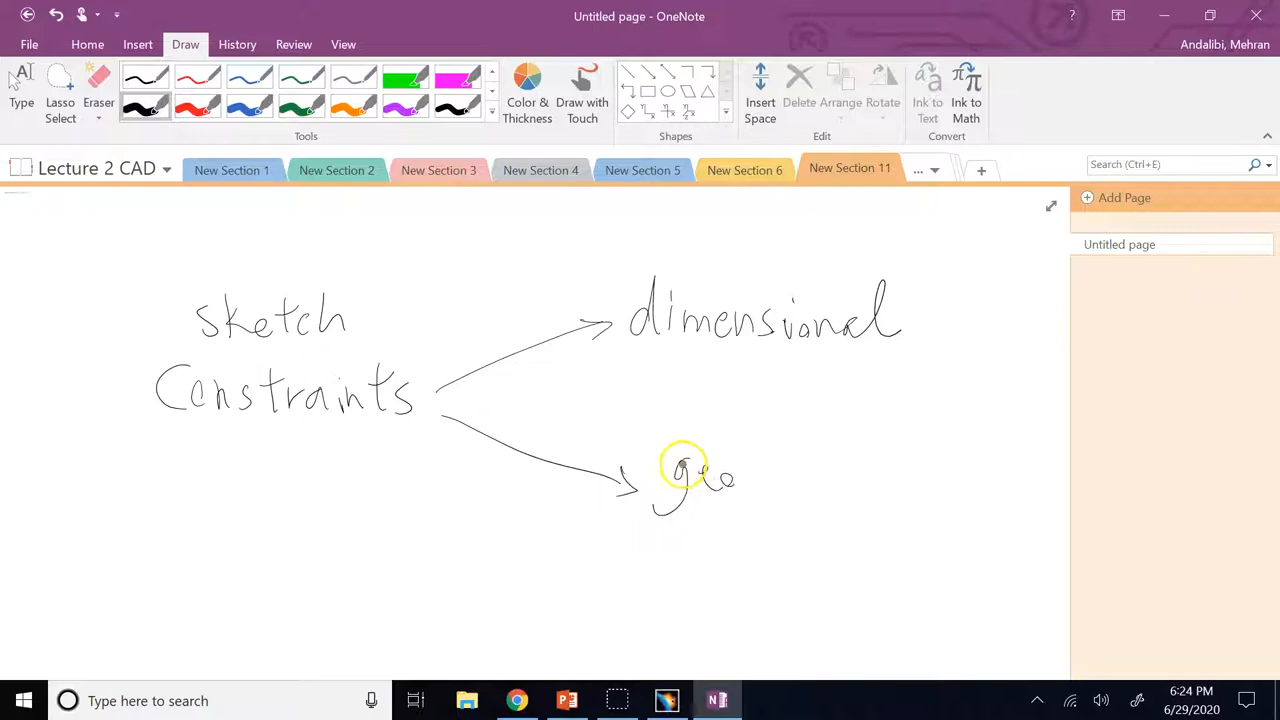 Untitled page - OneNote
?
File Home Insert Draw History Review View
Andalibi, Mehran
Type
Lasso Select
Eraser
Color & Thickness
Draw with Touch
Insert Space
Delete
Arrange
Rotate
Ink to Text
Ink to Math
Tools
Shapes
Edit
Convert
Lecture 2 CAD
New Section 1
New Section 2
New Section 3
New Section 4
New Section 5
New Section 6
New Section 11
...
Search (Ctrl+E)
Add Page
Untitled page
sketch
Constraints
dimensional
geo
Type here to search
6:24 PM
6/29/2020